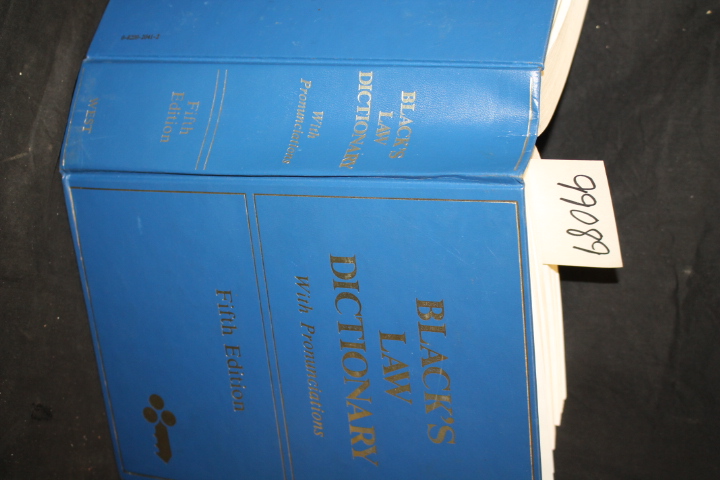 BLACK'S
LAW
DICTIONARY
With
Pronunciations
Fifth
Edition
WEST
99089
BLACK'S
LAW
DICTIONARY
With Pronunciations
Fifth Edition